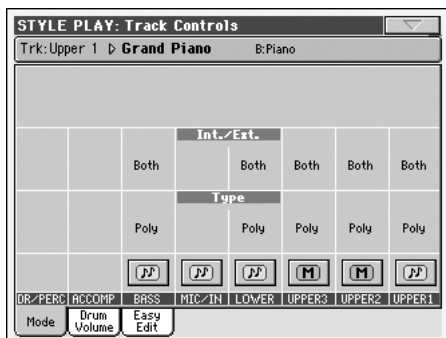 STYLE PLAY: Track Controls
Trk: Upper 1 ▷ Grand Piano B:Piano
Int./Ext.
Both Both Both Both Both
Type
Poly Poly Poly Poly Poly
M M
DR/PERC ACCOMP BASS MIC/IN LOWER UPPER3 UPPER2 UPPER1
Mode Drum Volume Easy Edit